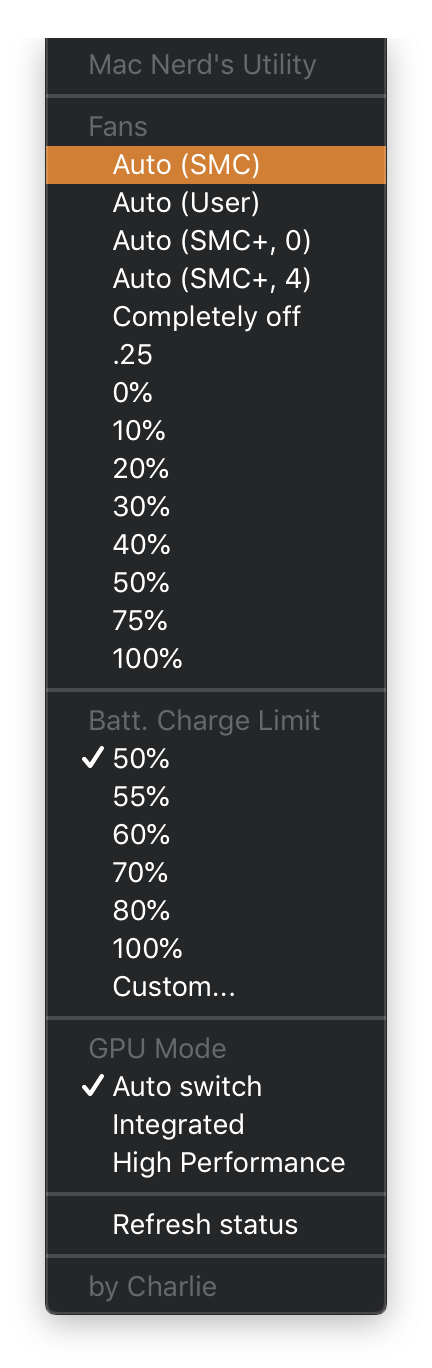 Mac Nerd's Utility
Fans
Auto (SMC)
Auto (User)
Auto (SMC+, 0)
Auto (SMC+, 4)
Completely off
.25
0%
10%
20%
30%
40%
50%
75%
100%
Batt. Charge Limit
✓ 50%
55%
60%
70%
80%
100%
Custom...
GPU Mode
✓ Auto switch
Integrated
High Performance
Refresh status
by Charlie